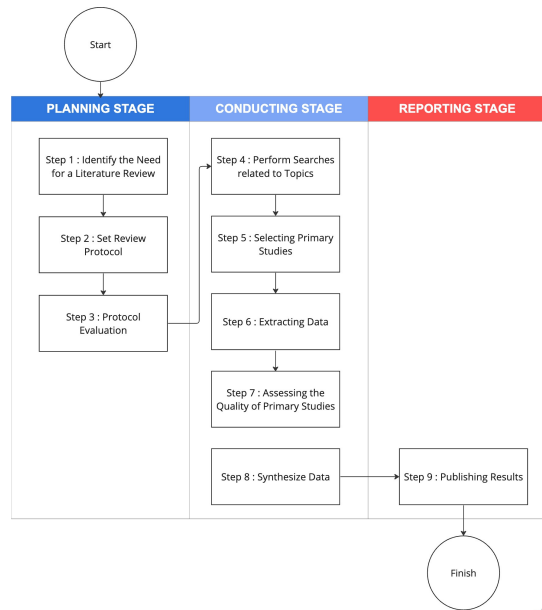 Start
PLANNING STAGE
CONDUCTING STAGE
REPORTING STAGE
Step 1 : Identify the Need
for a Literature Review
Step 2 : Set Review
Protocol
Step 3 : Protocol
Evaluation
Step 4 : Perform Searches
related to Topics
Step 5 : Selecting Primary
Studies
Step 6 : Extracting Data
Step 7 : Assessing the
Quality of Primary Studies
Step 8 : Synthesize Data
Step 9 : Publishing Results
Finish